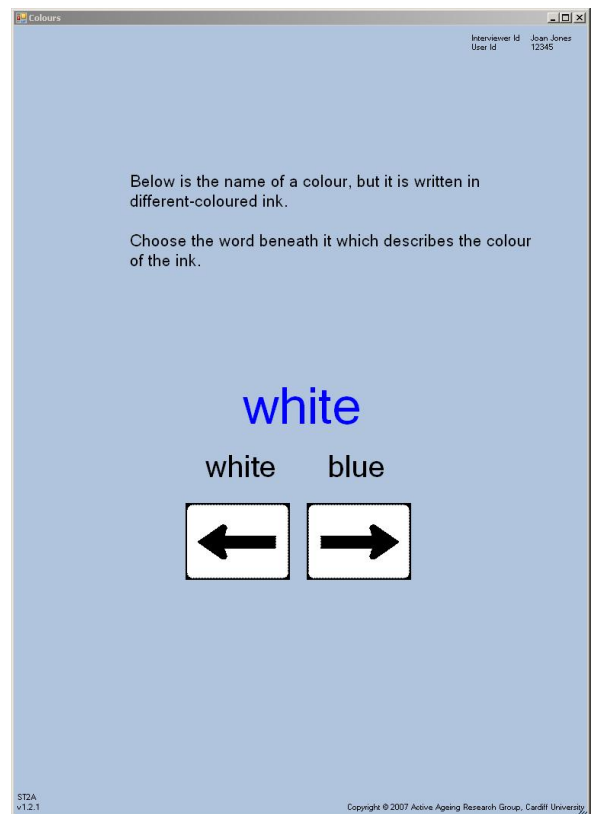 Colours
Interviewer Id Joan Jones
User Id 12345
Below is the name of a colour, but it is written in
different-coloured ink.
Choose the word beneath it which describes the colour
of the ink.
white
white blue
ST2A
v1.2.1 Copyright © 2007 Active Ageing Research Group, Cardiff University